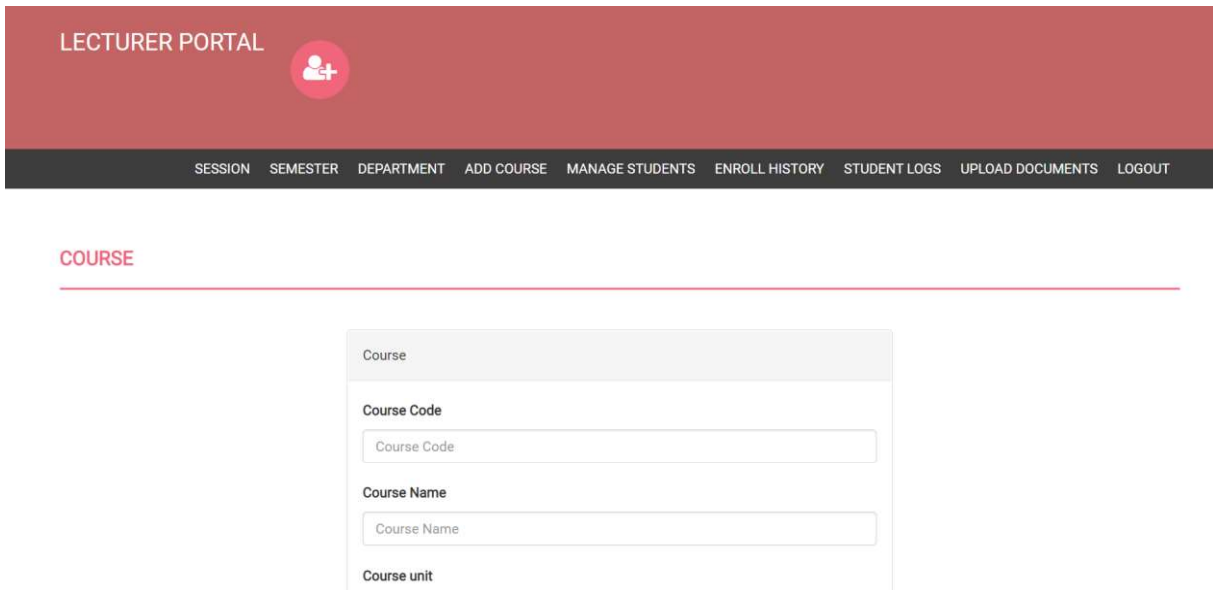 LECTURER PORTAL
SESSION SEMESTER DEPARTMENT ADD COURSE MANAGE STUDENTS ENROLL HISTORY STUDENT LOGS UPLOAD DOCUMENTS LOGOUT
COURSE
Course
Course Code
Course Code
Course Name
Course Name
Course unit